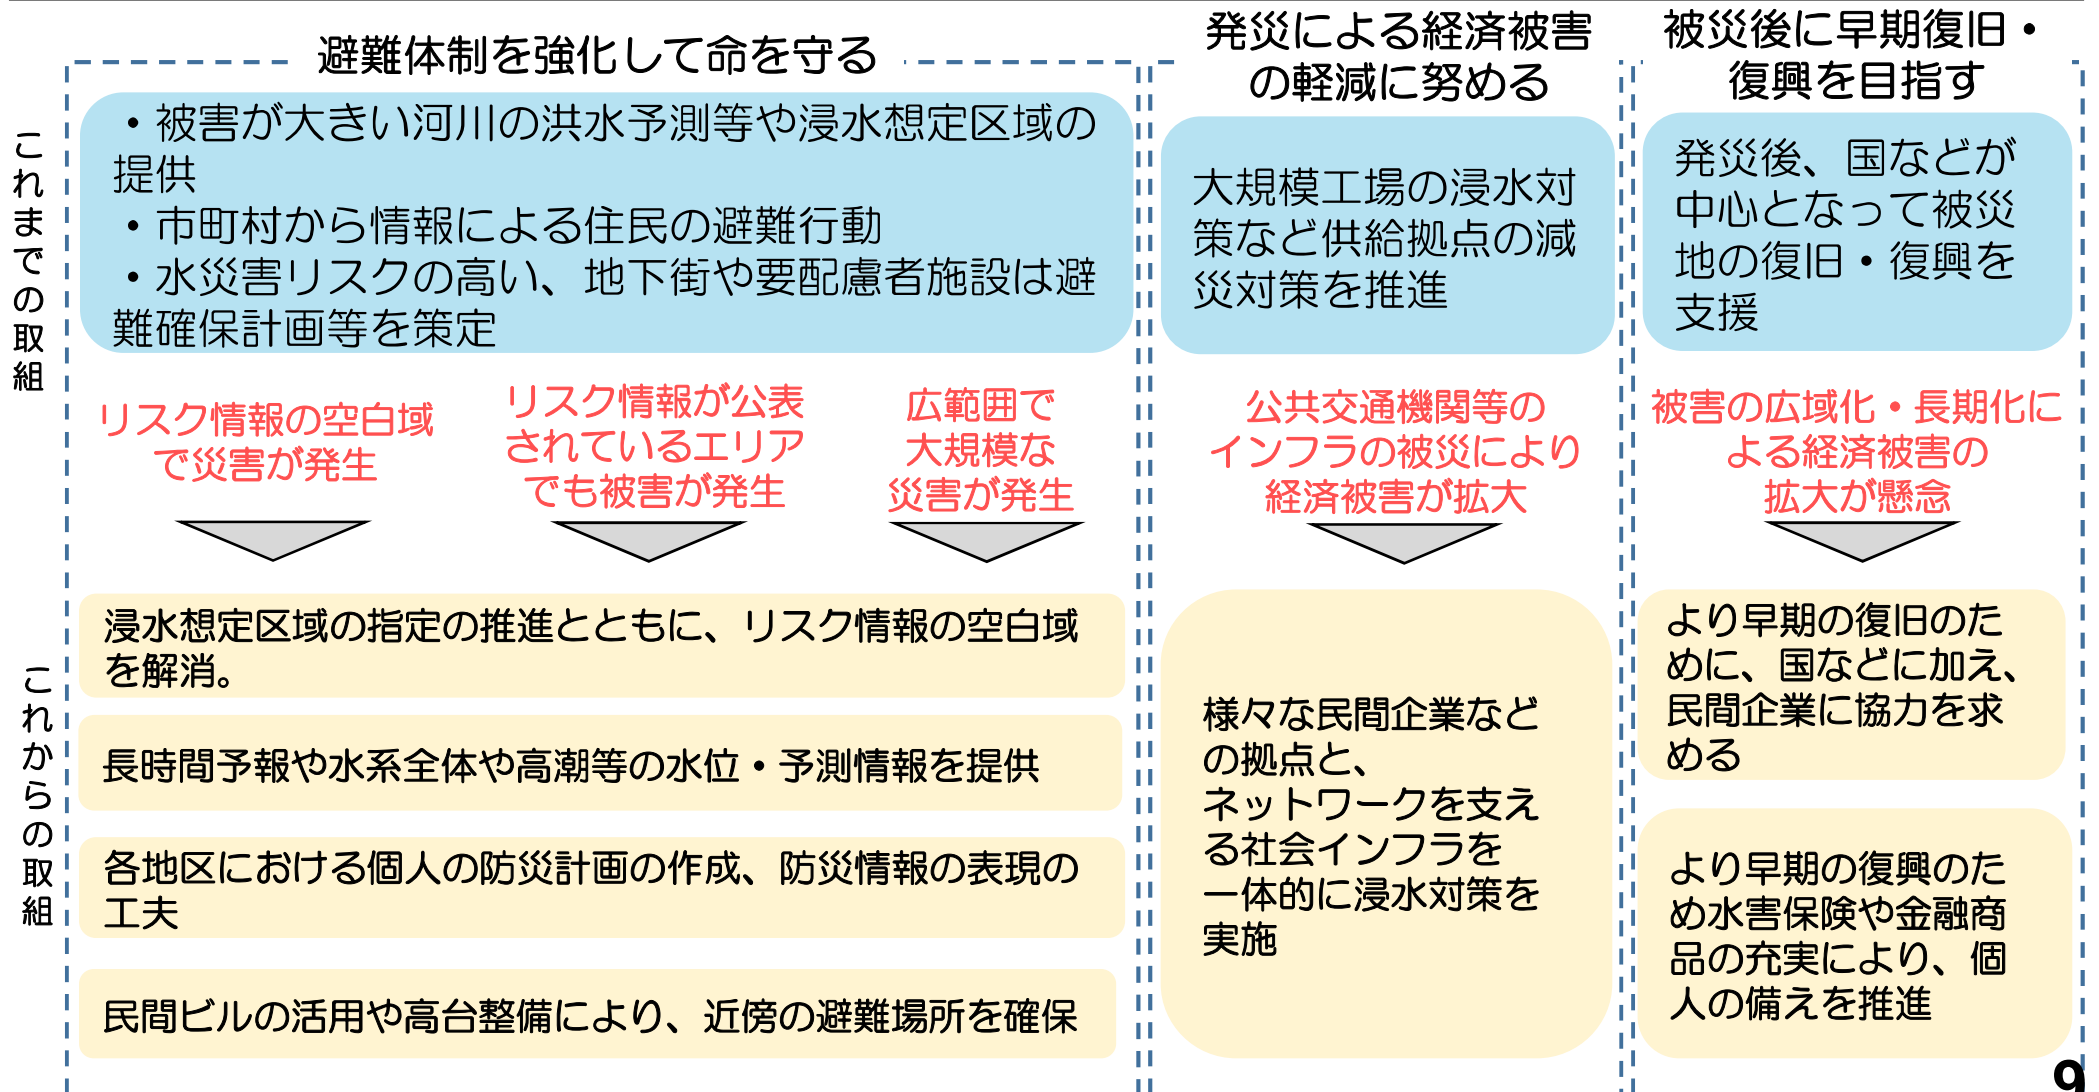 避難体制を強化して命を守る
発災による経済被害
の軽減に努める
被災後に早期復旧・
復興を目指す
これまでの取組
・被害が大きい河川の洪水予測等や浸水想定区域の
提供
・市町村から情報による住民の避難行動
・水災害リスクの高い、地下街や要配慮者施設は避
難確保計画等を策定
大規模工場の浸水対
策など供給拠点の減
災対策を推進
発災後、国などが
中心となって被災
地の復旧・復興を
支援
リスク情報の空白域
で災害が発生
リスク情報が公表
されているエリア
でも被害が発生
広範囲で
大規模な
災害が発生
公共交通機関等の
インフラの被災により
経済被害が拡大
被害の広域化・長期化に
よる経済被害の
拡大が懸念
これからの取組
浸水想定区域の指定の推進とともに、リスク情報の空白域
を解消。
長時間予報や水系全体や高潮等の水位・予測情報を提供
各地区における個人の防災計画の作成、防災情報の表現の
工夫
民間ビルの活用や高台整備により、近傍の避難場所を確保
様々な民間企業など
の拠点と、
ネットワークを支え
る社会インフラを
一体的に浸水対策を
実施
より早期の復旧のた
めに、国などに加え、
民間企業に協力を求
める
より早期の復興のた
め水害保険や金融商
品の充実により、個
人の備えを推進
9